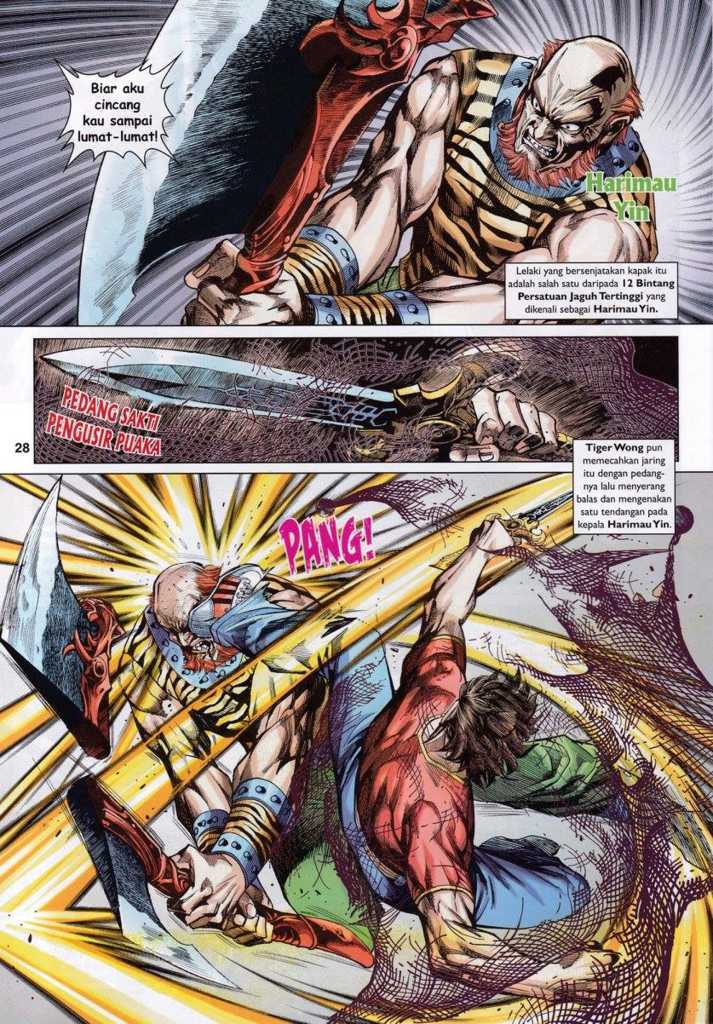 Biar aku
cincang
kau sampai
lumat-lumat!
Harimau
Yin
Lelaki yang bersenjatakan kapak itu
adalah salah satu daripada 12 Bintang
Persatuan Jaguh Tertinggi yang
dikenali sebagai Harimau Yin.
PEDANG SAKTI
PENGUSIR PUAKA
28
Tiger Wong pun
memecahkan jaring
itu dengan pedang-
nya lalu menyerang
balas dan mengenakan
satu tendangan pada
kepala Harimau Yin.
PANG!